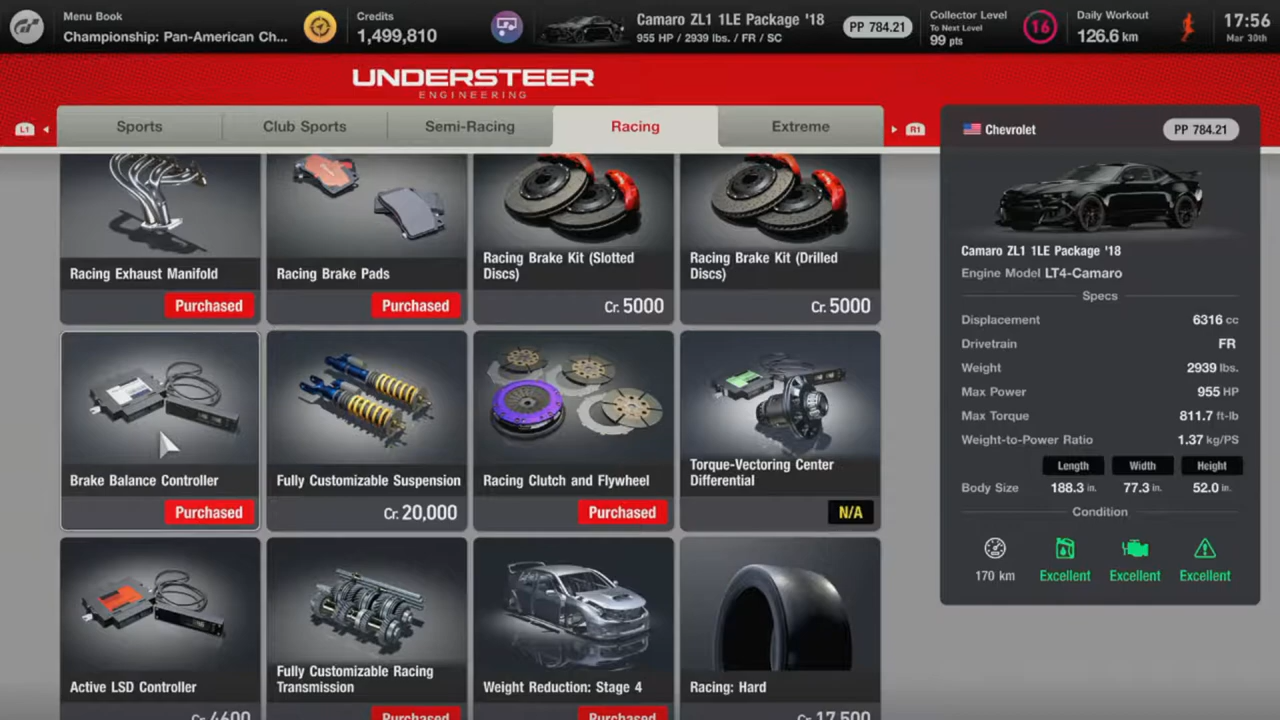 Menu Book
Championship: Pan-American Ch...
Credits
1,499,810
Camaro ZL1 1LE Package '18
955 HP / 2939 lbs. / FR / SC
PP 784.21
Collector Level
To Next Level
99 pts
16
Daily Workout
126.6 km
17:56
Mar 30th
UNDERSTEER
ENGINEERING
L1
Sports
Club Sports
Semi-Racing
Racing
Extreme
R1
Racing Exhaust Manifold
Purchased
Racing Brake Pads
Purchased
Racing Brake Kit (Slotted
Discs)
Cr. 5000
Racing Brake Kit (Drilled
Discs)
Cr. 5000
Brake Balance Controller
Purchased
Fully Customizable Suspension
Cr. 20,000
Racing Clutch and Flywheel
Purchased
Torque-Vectoring Center
Differential
N/A
Active LSD Controller
Cr. 4600
Fully Customizable Racing
Transmission
Purchased
Weight Reduction: Stage 4
Purchased
Racing: Hard
Cr. 17,500
Chevrolet
PP 784.21
Camaro ZL1 1LE Package '18
Engine Model LT4-Camaro
Specs
Displacement 6316 cc
Drivetrain FR
Weight 2939 lbs.
Max Power 955 HP
Max Torque 811.7 ft-lb
Weight-to-Power Ratio 1.37 kg/PS
Length Width Height
Body Size 188.3 in. 77.3 in. 52.0 in.
Condition
170 km Excellent Excellent Excellent